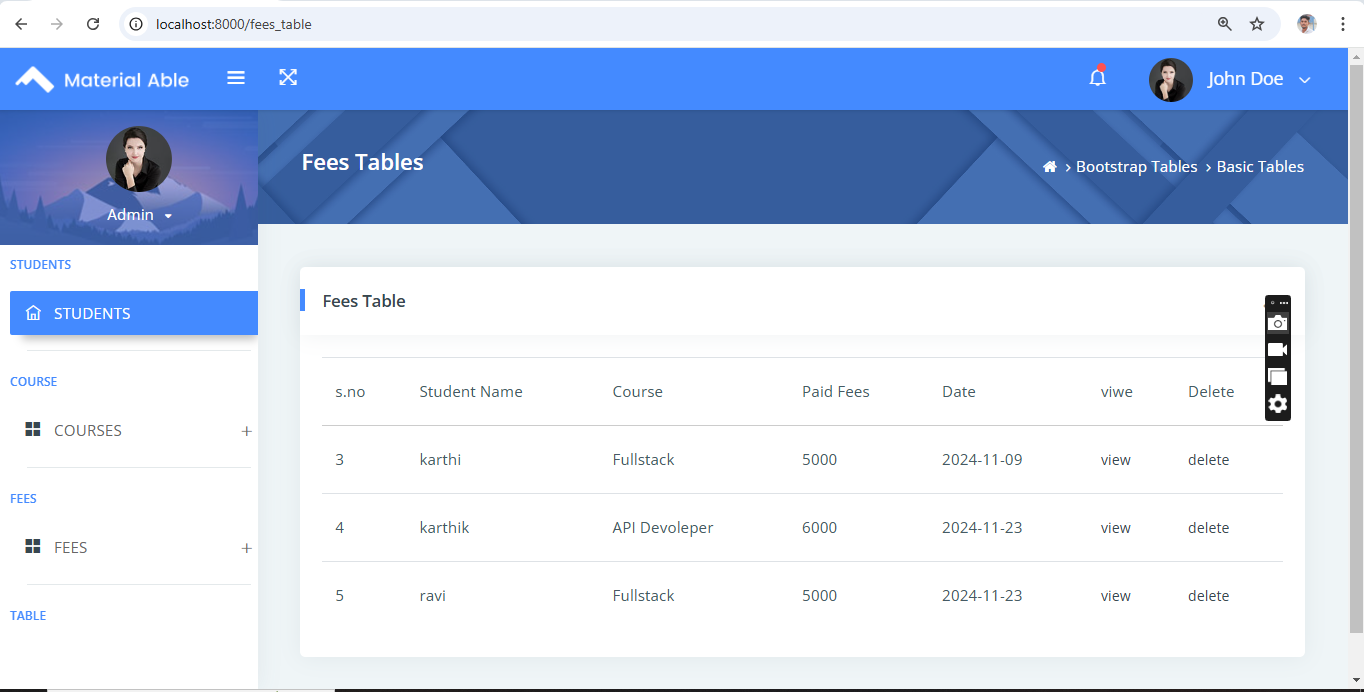 localhost:8000/fees_table
Material Able
John Doe
Admin
Fees Tables
Bootstrap Tables Basic Tables
STUDENTS
STUDENTS
COURSE
COURSES
FEES
FEES
TABLE
Fees Table
s.no Student Name Course Paid Fees Date viwe Delete
3 karthi Fullstack 5000 2024-11-09 view delete
4 karthik API Devoleper 6000 2024-11-23 view delete
5 ravi Fullstack 5000 2024-11-23 view delete